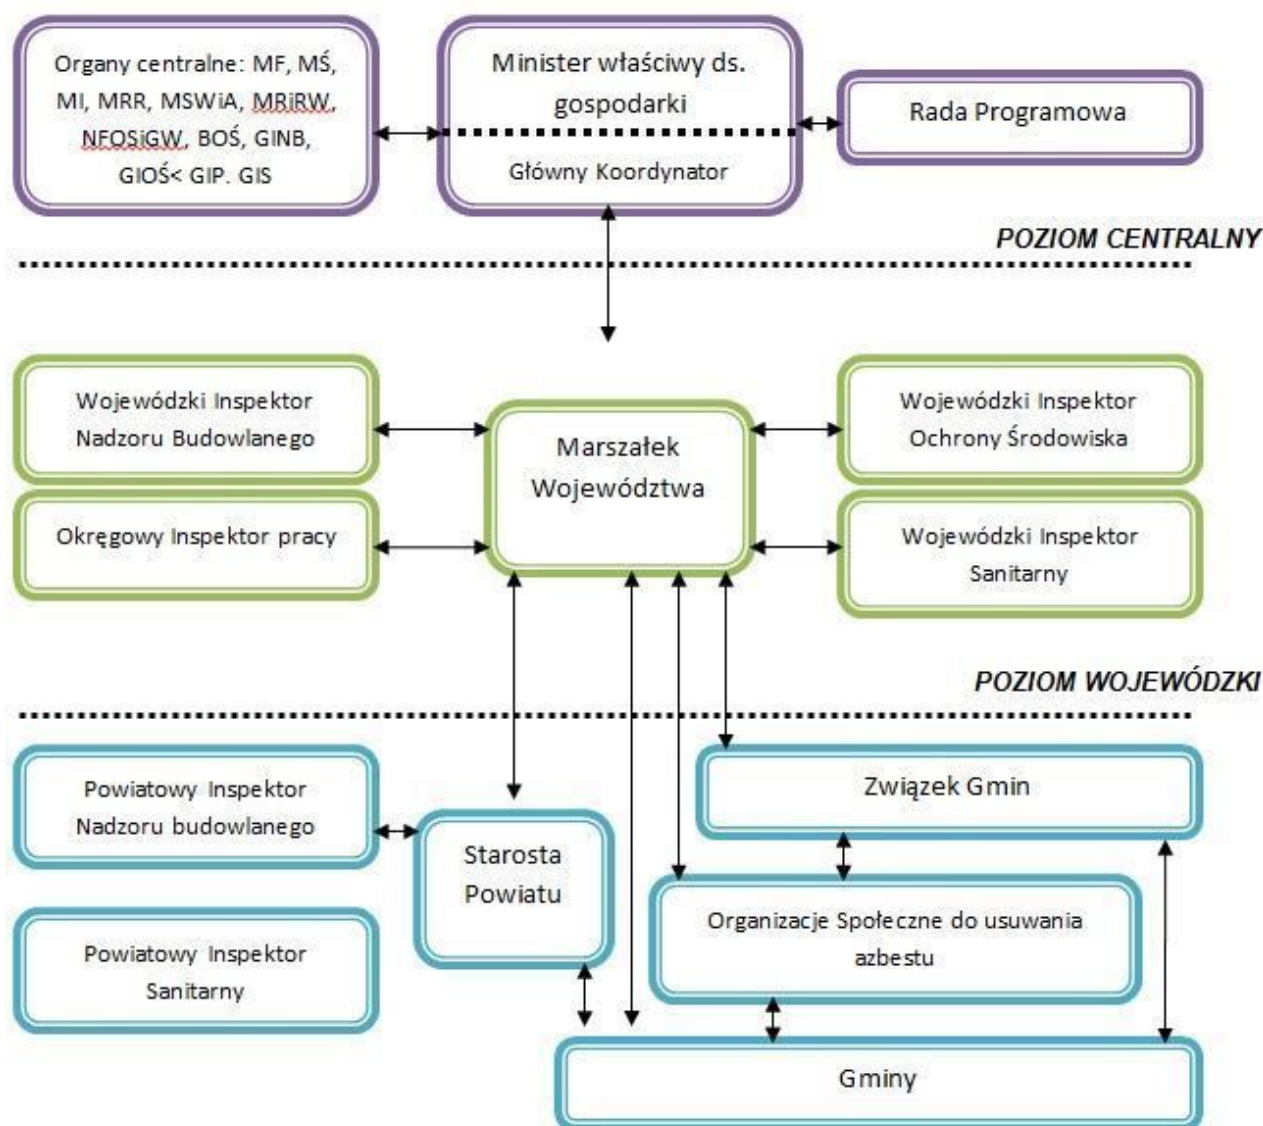 Organy centralne: MF, MŚ,
MI, MRR, MSWiA, MRiRW,
NFOSiGW, BOŚ, GINB,
GIOŚ< GIP. GIS
Minister właściwy ds.
gospodarki
Główny Koordynator
Rada Programowa
POZIOM CENTRALNY
Wojewódzki Inspektor
Nadzoru Budowlanego
Okręgowy Inspektor pracy
Marszałek
Województwa
Wojewódzki Inspektor
Ochrony Środowiska
Wojewódzki Inspektor
Sanitarny
POZIOM WOJEWÓDZKI
Powiatowy Inspektor
Nadzoru budowlanego
Powiatowy Inspektor
Sanitarny
Starosta
Powiatu
Związek Gmin
Organizacje Społeczne do usuwania
azbestu
Gminy